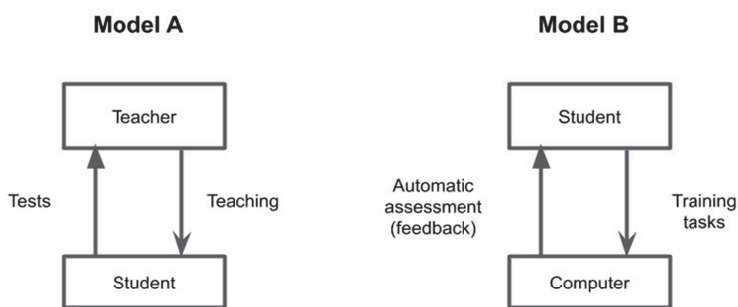 Model A
Teacher
Tests
Teaching
Student
Model B
Student
Automatic
assessment
(feedback)
Training
tasks
Computer